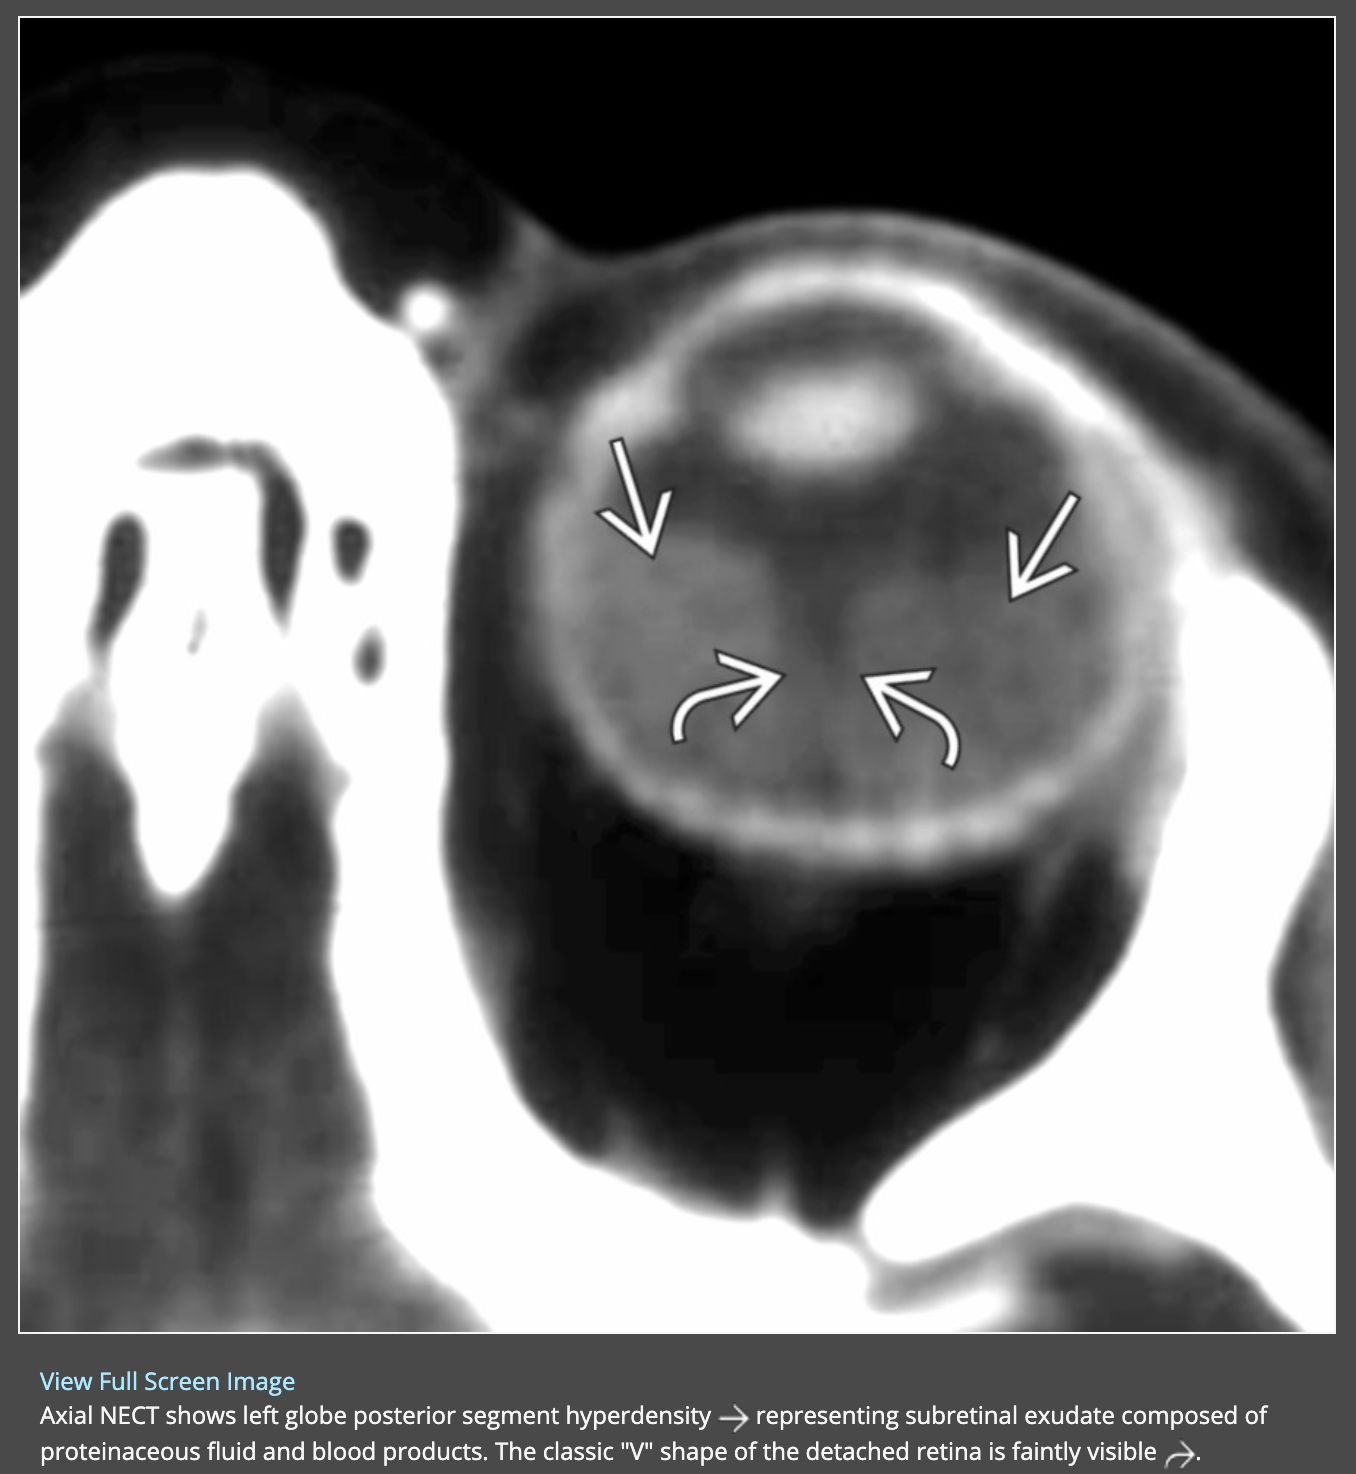 View Full Screen Image
Axial NECT shows left globe posterior segment hyperdensity → representing subretinal exudate composed of
proteinaceous fluid and blood products. The classic "V" shape of the detached retina is faintly visible ⤻.